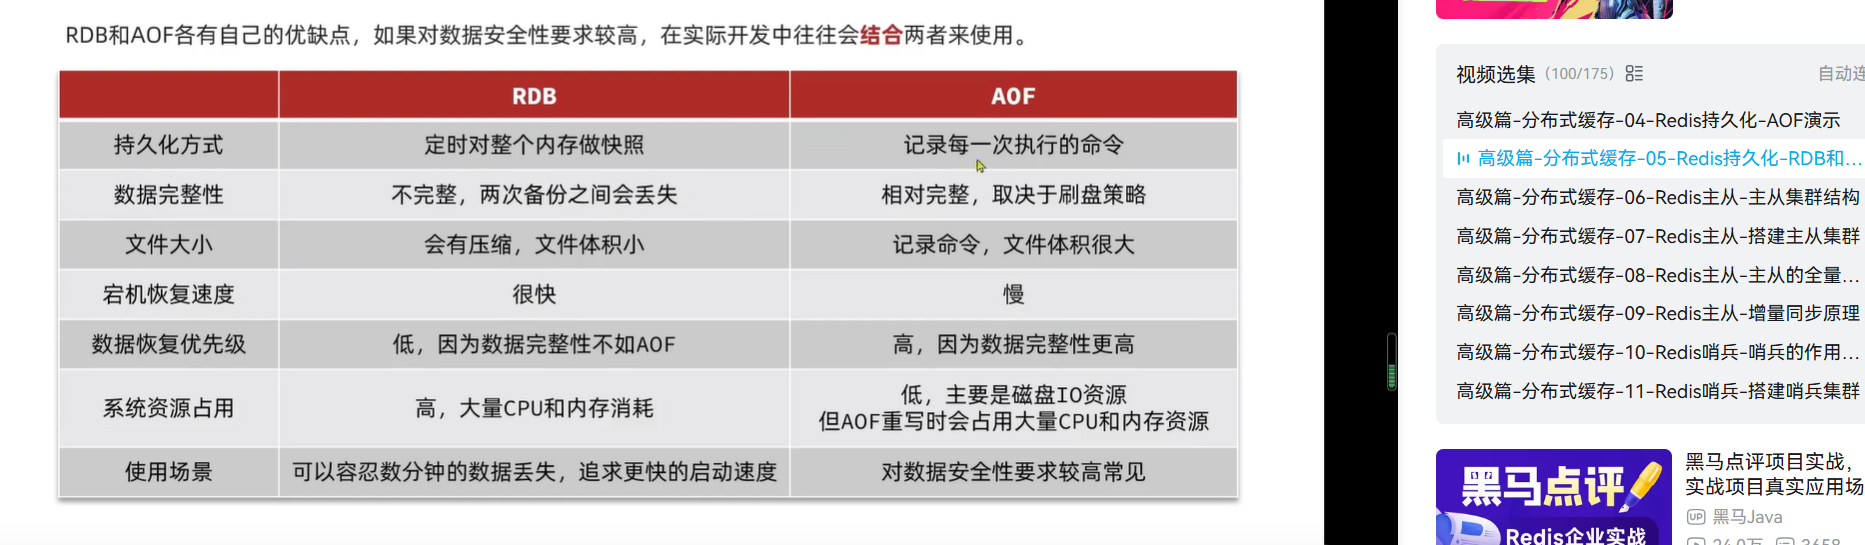 RDB和AOF各有自己的优缺点，如果对数据安全性要求较高，在实际开发中往往会结合两者来使用。
RDB AOF
持久化方式 定时对整个内存做快照 记录每一次执行的命令
数据完整性 不完整，两次备份之间会丢失 相对完整，取决于刷盘策略
文件大小 会有压缩，文件体积小 记录命令，文件体积很大
宕机恢复速度 很快 慢
数据恢复优先级 低，因为数据完整性不如AOF 高，因为数据完整性更高
系统资源占用 高，大量CPU和内存消耗 低，主要是磁盘IO资源
但AOF重写时会占用大量CPU和内存资源
使用场景 可以容忍数分钟的数据丢失，追求更快的启动速度 对数据安全性要求较高常见
视频选集 (100/175) 自动连
高级篇-分布式缓存-04-Redis持久化-AOF演示
高级篇-分布式缓存-05-Redis持久化-RDB和...
高级篇-分布式缓存-06-Redis主从-主从集群结构
高级篇-分布式缓存-07-Redis主从-搭建主从集群
高级篇-分布式缓存-08-Redis主从-主从的全量...
高级篇-分布式缓存-09-Redis主从-增量同步原理
高级篇-分布式缓存-10-Redis哨兵-哨兵的作用...
高级篇-分布式缓存-11-Redis哨兵-搭建哨兵集群
黑马点评
Redis企业实战
黑马点评项目实战，
实战项目真实应用场
UP 黑马Java